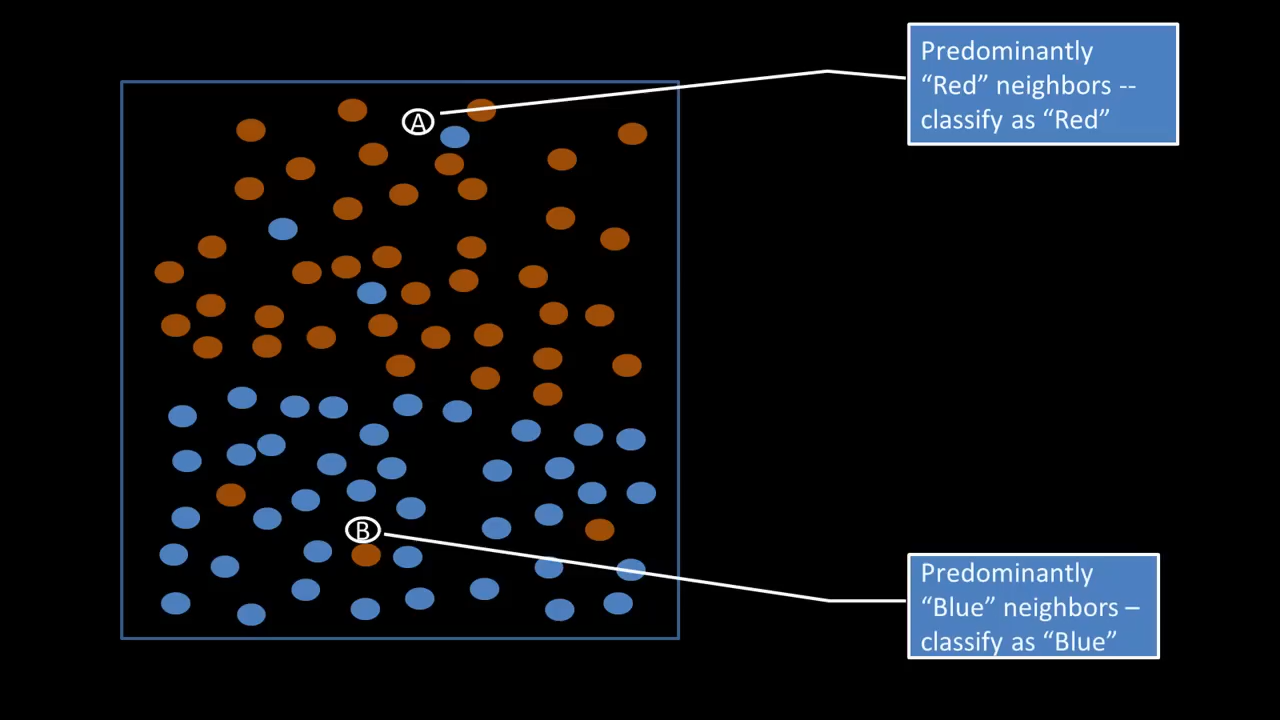 Predominantly
“Red” neighbors --
classify as “Red”
A
B
Predominantly
“Blue” neighbors –
classify as “Blue”